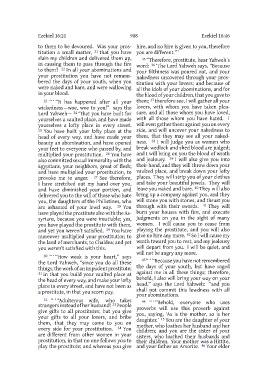 Ezekiel 16:21
908
Ezekiel 16:46
to them to be devoured. Was your prostitution a small matter, 21 that you have
slain my children and delivered them up,
in causing them to pass through the fire
to them? 22 In all your abominations and
your prostitution you have not remembered the days of your youth, when you
were naked and bare, and were wallowing
in your blood.
23 "'"It has happened after all your
wickedness—woe, woe to you!" says the
Lord Yahweh— 24 "that you have built for
yourselves a vaulted place, and have made
yourselves a lofty place in every street.
25 You have built your lofty place at the
head of every way, and have made your
beauty an abomination, and have opened
your feet to everyone who passed by, and
multiplied your prostitution. 26 You have
also committed sexual immorality with the
Egyptians, your neighbors, great of flesh;
and have multiplied your prostitution, to
provoke me to anger. 27 See therefore,
I have stretched out my hand over you,
and have diminished your portion, and
delivered you to the will of those who hate
you, the daughters of the Philistines, who
are ashamed of your lewd way. 28 You
have played the prostitute also with the Assyrians, because you were insatiable; yes,
you have played the prostitute with them,
and yet you weren't satisfied. 29 You have
moreover multiplied your prostitution to
the land of merchants, to Chaldea; and yet
you weren't satisfied with this.
30 "'"How weak is your heart," says
the Lord Yahweh, "since you do all these
things, the work of an impudent prostitute;
31 in that you build your vaulted place at
the head of every way, and make your lofty
place in every street, and have not been as
a prostitute, in that you scorn pay.
32 "'"Adulterous wife, who takes
strangers instead of her husband! 33 People
give gifts to all prostitutes; but you give
your gifts to all your lovers, and bribe
them, that they may come to you on
every side for your prostitution. 34 You
are different from other women in your
prostitution, in that no one follows you to
play the prostitute; and whereas you give
hire, and no hire is given to you, therefore
you are different."'
35 "Therefore, prostitute, hear Yahweh's
word: 36 'The Lord Yahweh says, "Because
your filthiness was poured out, and your
nakedness uncovered through your prostitution with your lovers; and because of
all the idols of your abominations, and for
the blood of your children, that you gave to
them; 37 therefore see, I will gather all your
lovers, with whom you have taken pleasure, and all those whom you have loved,
with all those whom you have hated. I
will even gather them against you on every
side, and will uncover your nakedness to
them, that they may see all your nakedness. 38 I will judge you as women who
break wedlock and shed blood are judged;
and I will bring on you the blood of wrath
and jealousy. 39 I will also give you into
their hand, and they will throw down your
vaulted place, and break down your lofty
places. They will strip you of your clothes
and take your beautiful jewels. They will
leave you naked and bare. 40 They will also
bring up a company against you, and they
will stone you with stones, and thrust you
through with their swords. 41 They will
burn your houses with fire, and execute
judgments on you in the sight of many
women. I will cause you to cease from
playing the prostitute, and you will also
give no hire any more. 42 So I will cause my
wrath toward you to rest, and my jealousy
will depart from you. I will be quiet, and
will not be angry any more.
43 "'"Because you have not remembered
the days of your youth, but have raged
against me in all these things; therefore,
behold, I also will bring your way on your
head," says the Lord Yahweh: "and you
shall not commit this lewdness with all
your abominations.
44 "'"Behold, everyone who uses
proverbs will use this proverb against
you, saying, 'As is the mother, so is her
daughter.' 45 You are the daughter of your
mother, who loathes her husband and her
children; and you are the sister of your
sisters, who loathed their husbands and
their children. Your mother was a Hittite,
and your father an Amorite. 46 Your elder